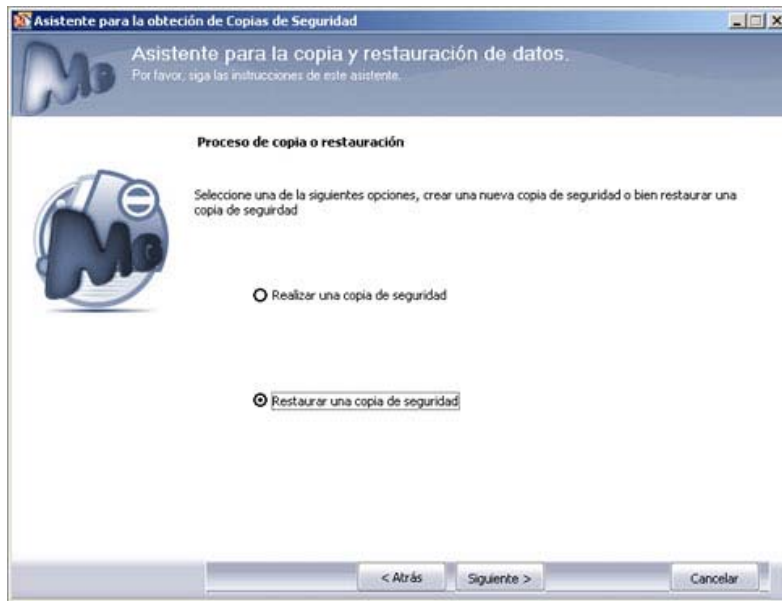 Asistente para la obteción de Copias de Seguridad
Asistente para la copia y restauración de datos.
Por favor, siga las instrucciones de este asistente.
MG
Proceso de copia o restauración
Seleccione una de la siguientes opciones, crear una nueva copia de seguridad o bien restaurar una
copia de seguirdad
MG
Realizar una copia de seguridad
Restaurar una copia de seguridad
< Atrás
Siguiente >
Cancelar